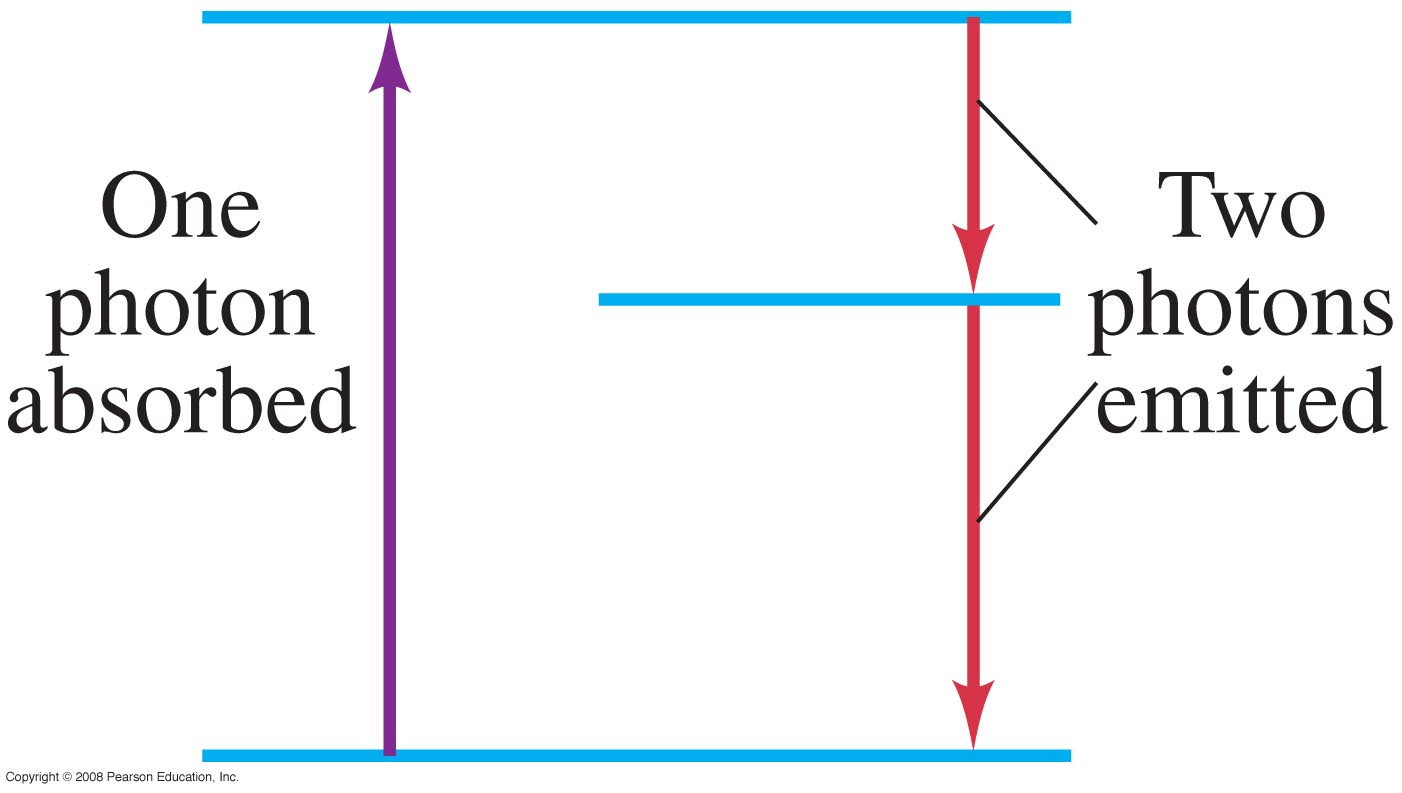 One
photon
absorbed
Two
photons
emitted
Copyright © 2008 Pearson Education, Inc.